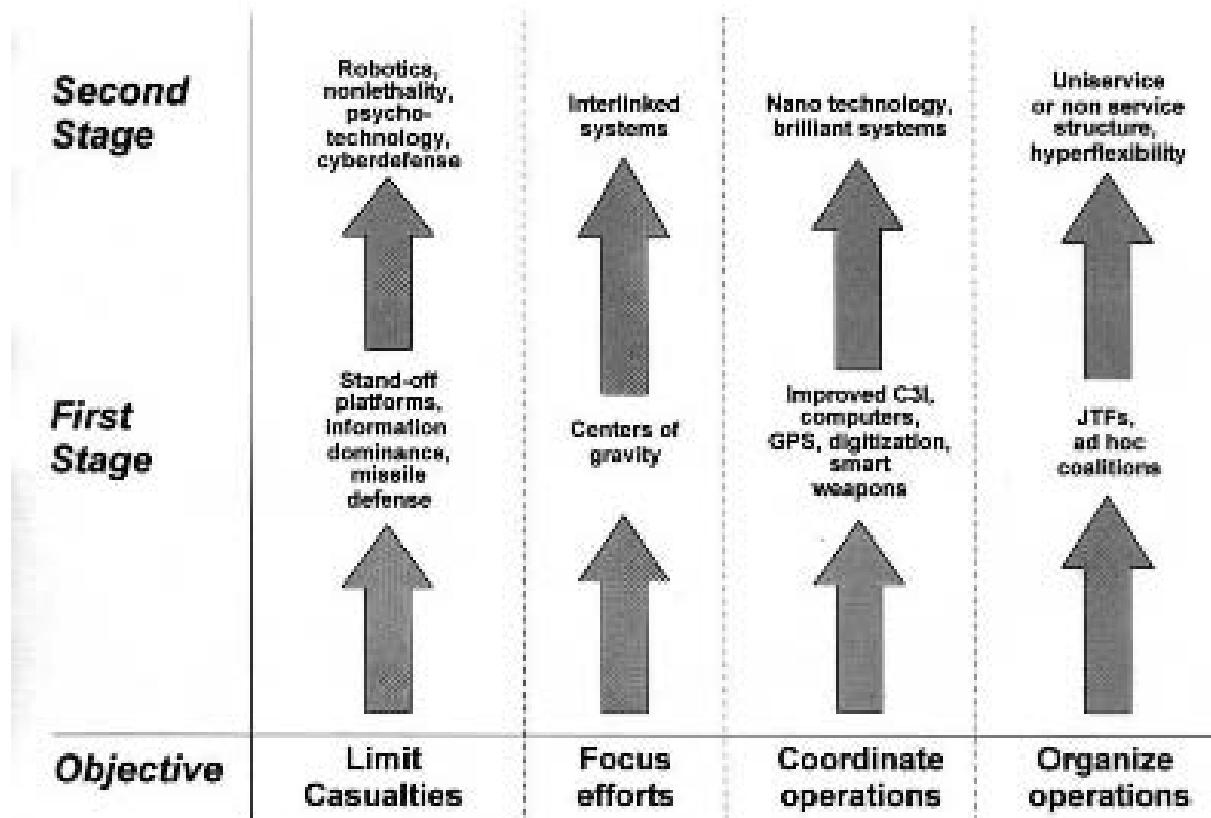 Second
Stage
Robotics,
nonlethality,
psycho-
technology,
cyberdefense
Interlinked
systems
Nano technology,
brilliant systems
Uniservice
or non service
structure,
hyperflexibility
First
Stage
Stand-off
platforms,
information
dominance,
missile
defense
Centers of
gravity
Improved C3I,
computers,
GPS, digitization,
smart
weapons
JTFs,
ad hoc
coalitions
Objective
Limit
Casualties
Focus
efforts
Coordinate
operations
Organize
operations